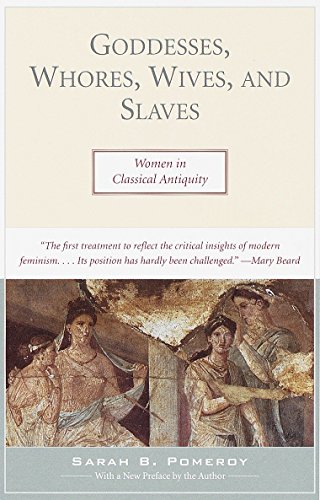 GODDESSES,
WHORES, WIVES, AND
SLAVES
Women in
Classical Antiquity
“The first treatment to reflect the critical insights of modern
feminism. . . . Its position has hardly been challenged.” —Mary Beard
SARAH B. POMEROY
—With a New Preface by the Author—